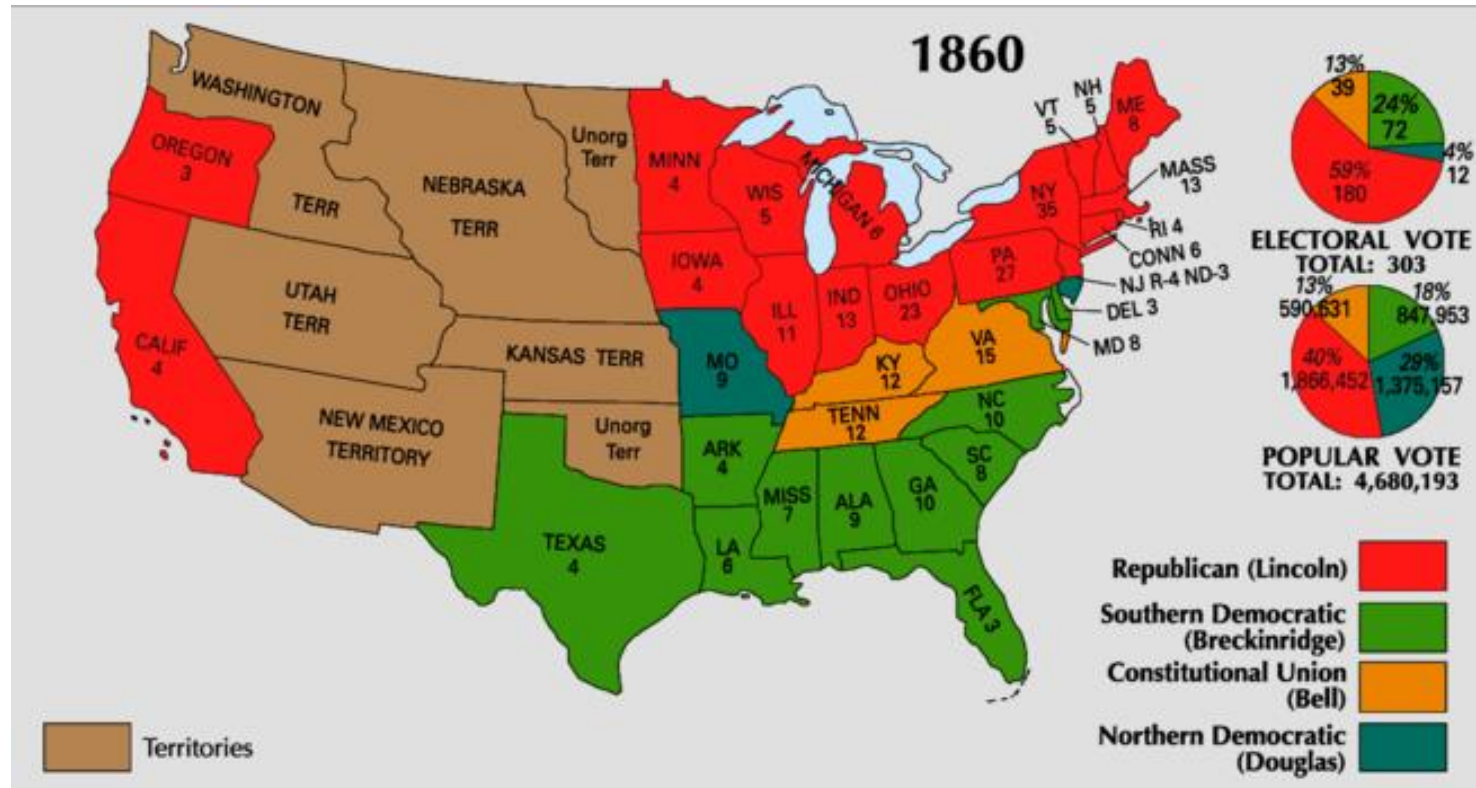 1860
WASHINGTON
TERR
OREGON
3
CALIF
4
NEBRASKA
TERR
Unorg
Terr
UTAH
TERR
KANSAS TERR
NEW MEXICO
TERRITORY
Unorg
Terr
MINN
4
WIS
5
MICHIGAN 6
IOWA
4
ILL
11
IND
13
OHIO
23
PA
27
NY
35
VT
5
NH
5
ME
8
MASS
13
RI 4
CONN 6
NJ R-4 ND-3
DEL 3
MD 8
MO
9
KY
12
VA
15
TENN
12
NC
10
SC
8
ARK
4
MISS
7
ALA
9
GA
10
TEXAS
4
LA
6
FLA 3
13%
39
24%
72
4%
12
59%
180
ELECTORAL VOTE
TOTAL: 303
13%
590,631
18%
847,953
40%
1,866,452
29%
1,375,157
POPULAR VOTE
TOTAL: 4,680,193
Republican (Lincoln)
Southern Democratic
(Breckinridge)
Constitutional Union
(Bell)
Northern Democratic
(Douglas)
Territories